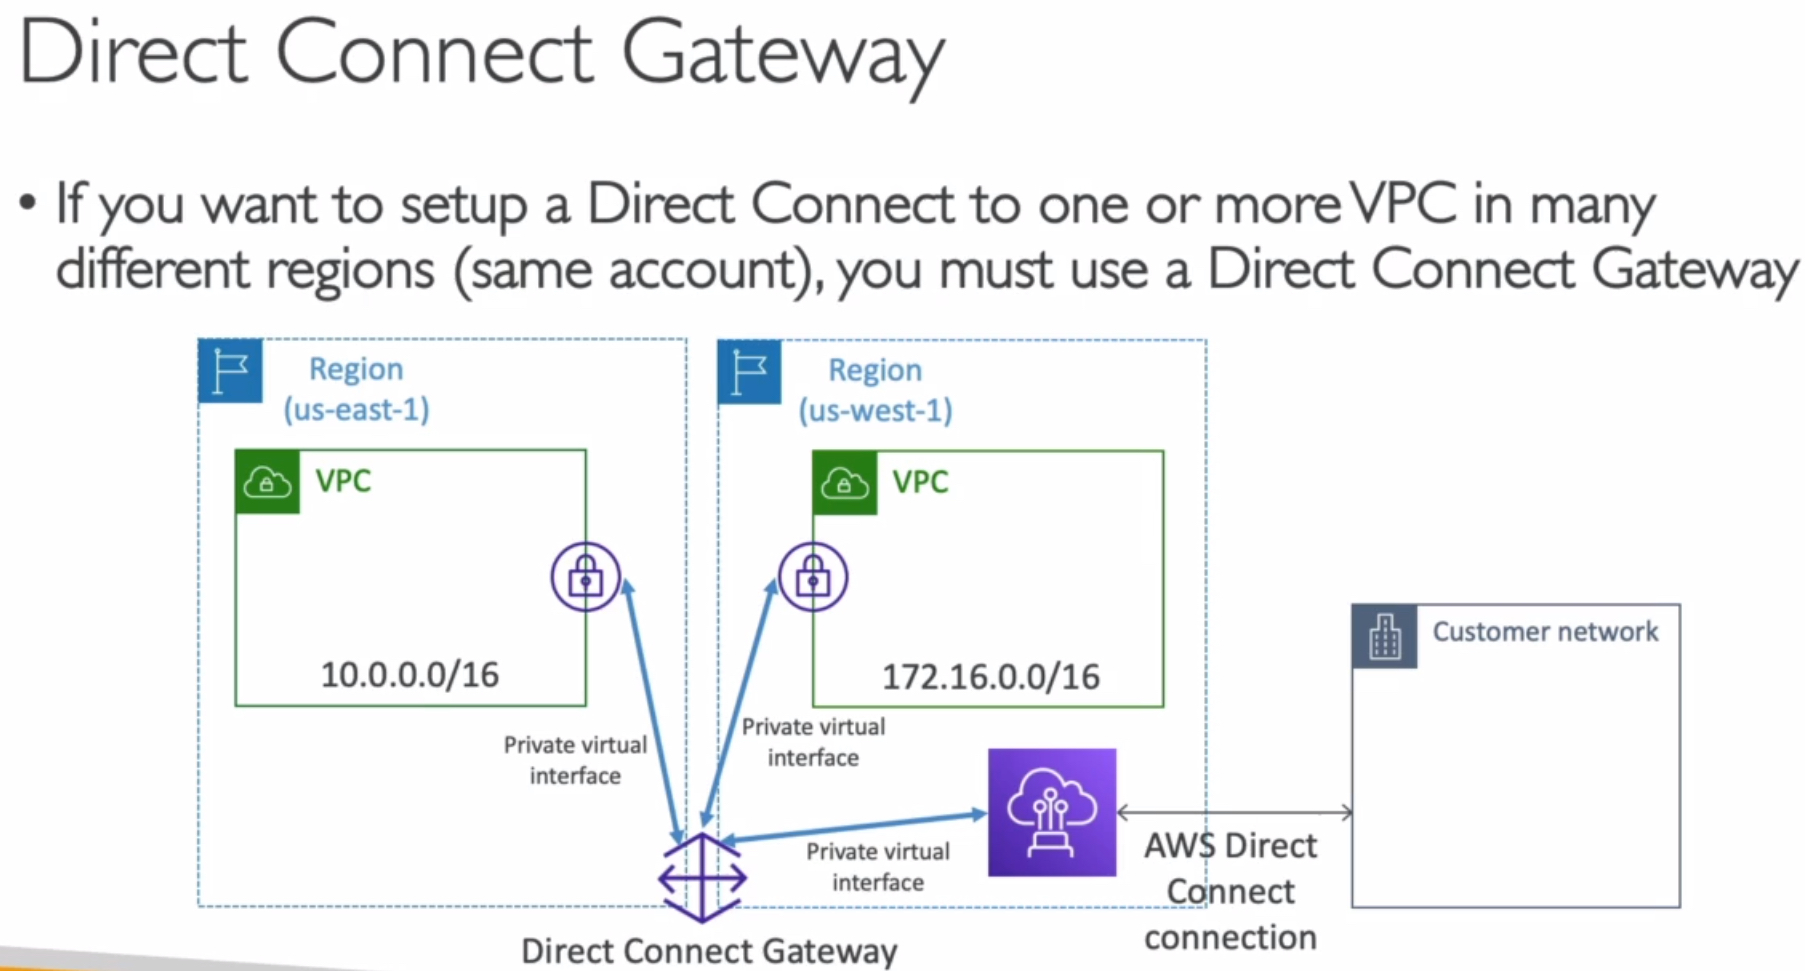 Direct Connect Gateway
• If you want to setup a Direct Connect to one or more VPC in many
different regions (same account), you must use a Direct Connect Gateway
Region
(us-east-1)
VPC
10.0.0.0/16
Private virtual
interface
Region
(us-west-1)
VPC
172.16.0.0/16
Private virtual
interface
Private virtual
interface
Direct Connect Gateway
AWS Direct
Connect
connection
Customer network